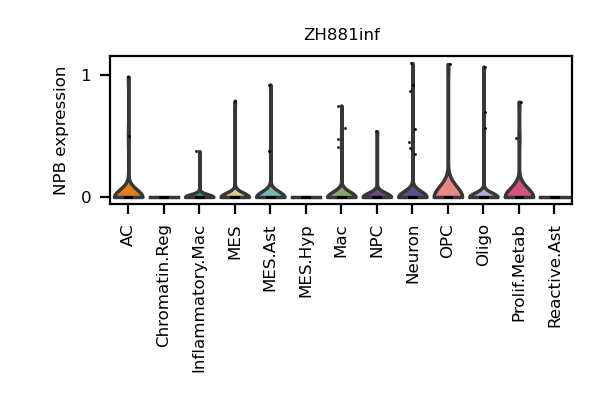 ZH881inf
NPB expression
1
0
AC
Chromatin.Reg
Inflammatory.Mac
MES
MES.Ast
MES.Hyp
Mac
NPC
Neuron
OPC
Oligo
Prolif.Metab
Reactive.Ast